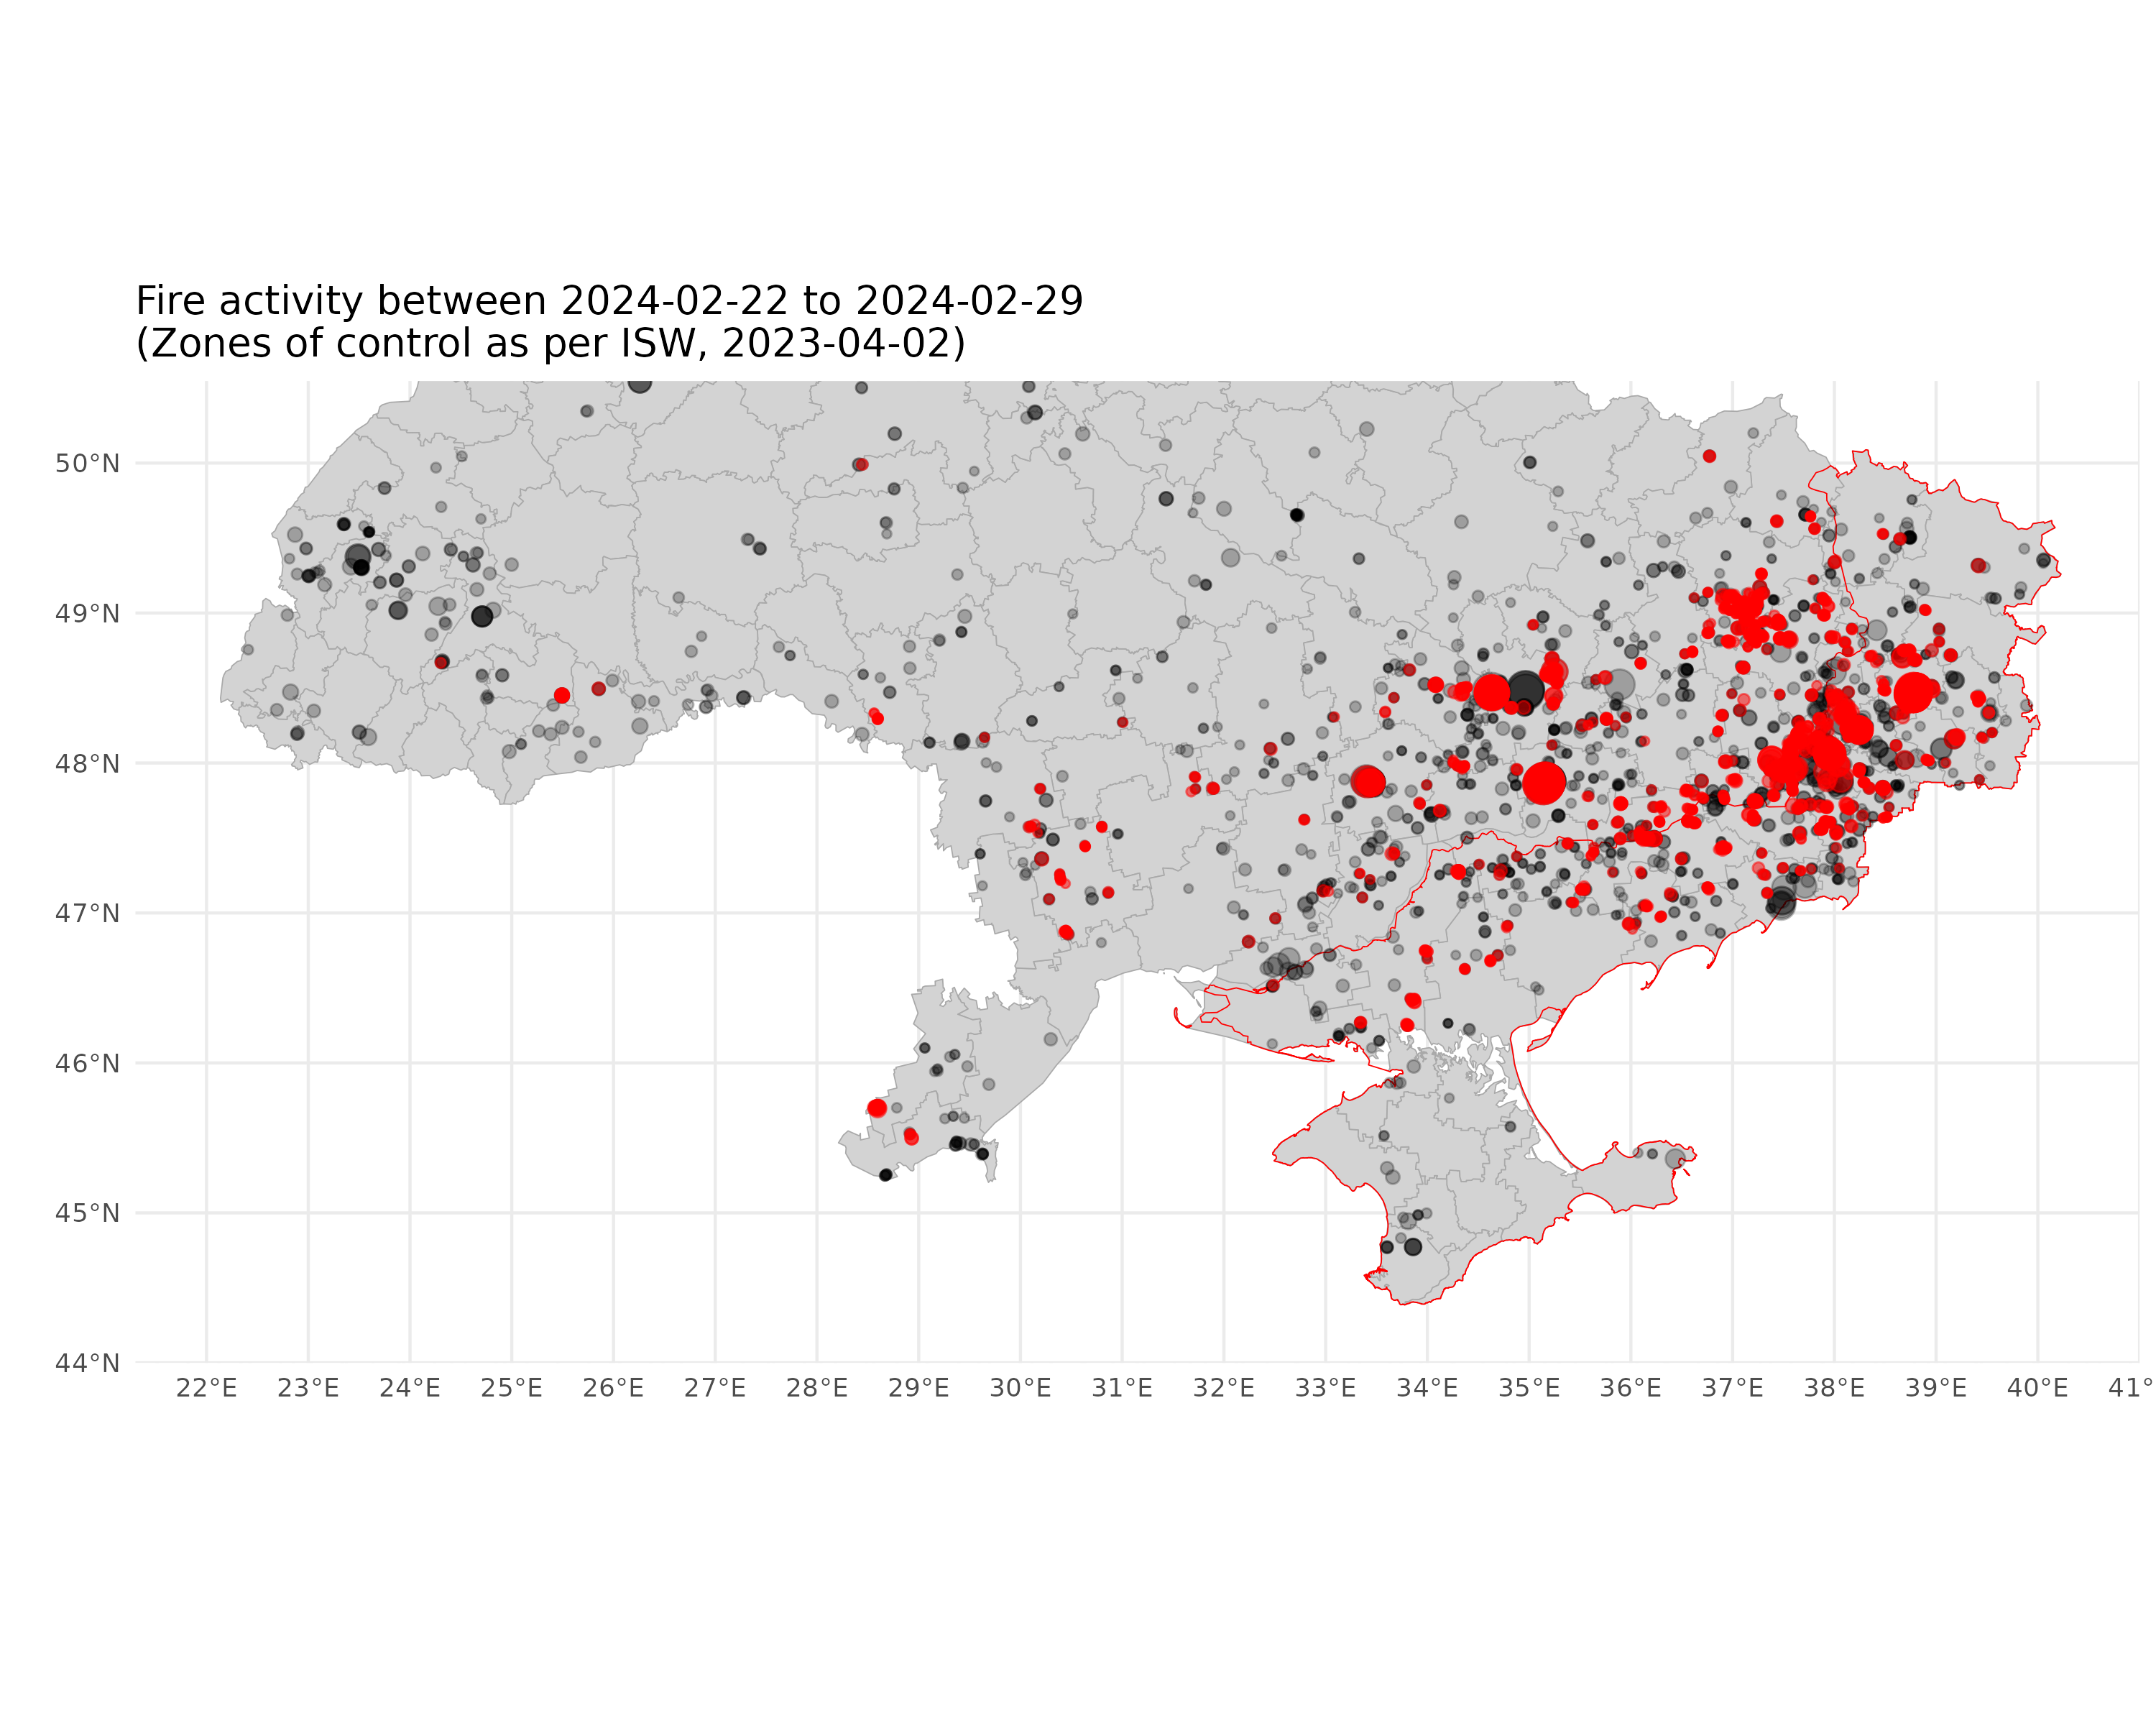 Fire activity between 2024-02-22 to 2024-02-29
(Zones of control as per ISW, 2023-04-02)
50°N
49°N
48°N
47°N
46°N
45°N
44°N
22°E 23°E 24°E 25°E 26°E 27°E 28°E 29°E 30°E 31°E 32°E 33°E 34°E 35°E 36°E 37°E 38°E 39°E 40°E 41°